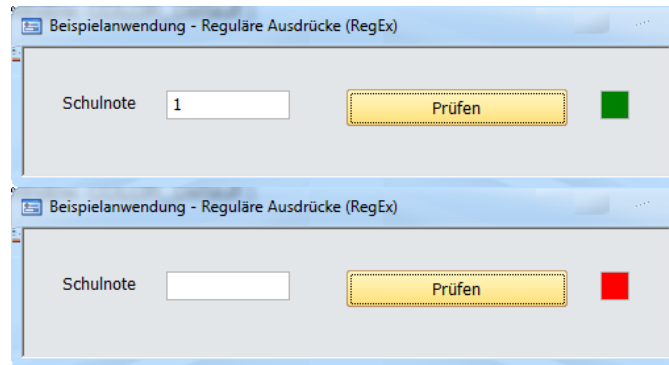 Beispielanwendung - Reguläre Ausdrücke (RegEx)
Schulnote 1 Prüfen
Beispielanwendung - Reguläre Ausdrücke (RegEx)
Schulnote Prüfen